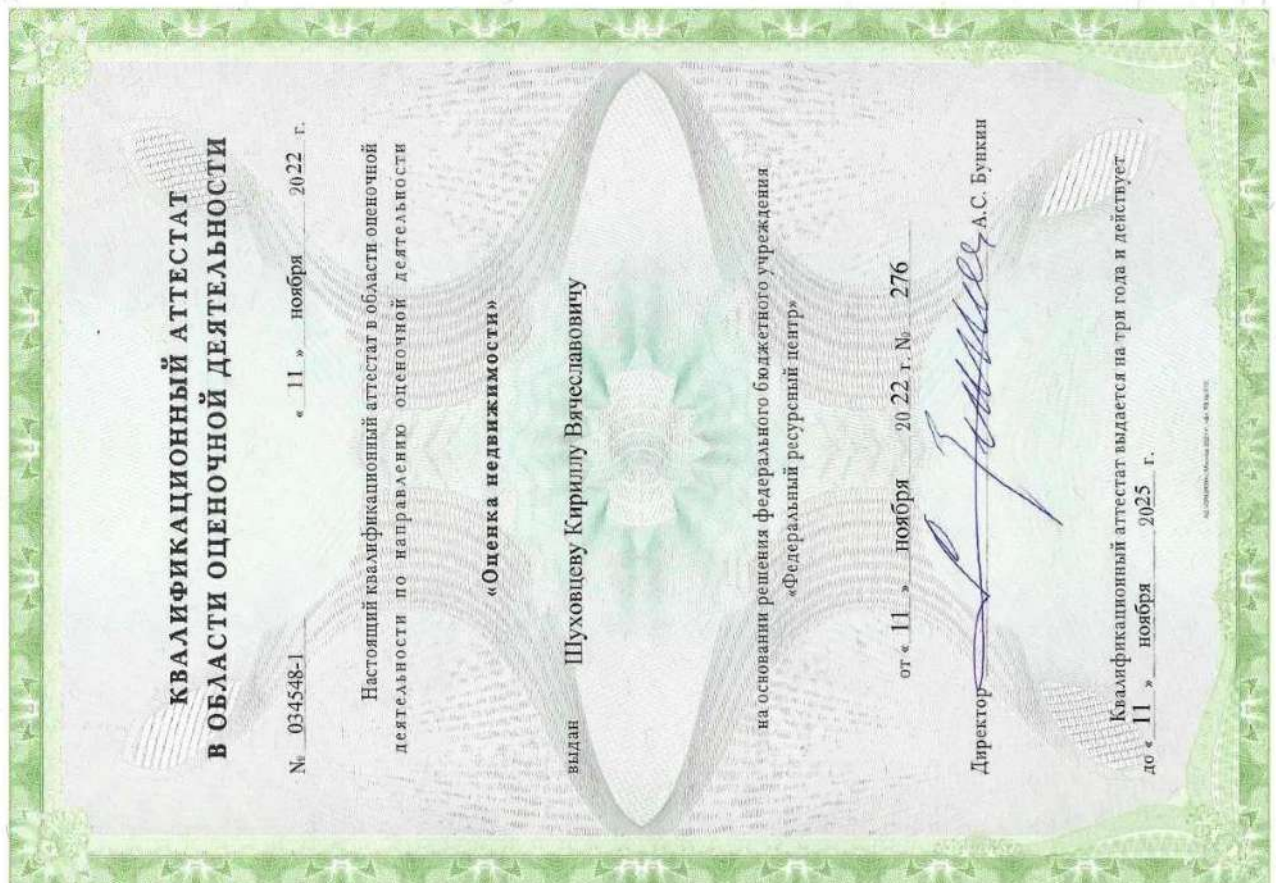 КВАЛИФИКАЦИОННЫЙ АТТЕСТАТ
В ОБЛАСТИ ОЦЕНОЧНОЙ ДЕЯТЕЛЬНОСТИ
№ 034548-1 « 11 » ноября 2022 г.
Настоящий квалификационный аттестат в области оценочной
деятельности по направлению оценочной деятельности
«Оценка недвижимости»
выдан Шуховцеву Кириллу Вячеславовичу
на основании решения федерального бюджетного учреждения
«Федеральный ресурсный центр»
от « 11 » ноября 20 22 г. № 276
Директор А.С. Бункин
Квалификационный аттестат выдается на три года и действует
до « 11 » ноября 2025 г.